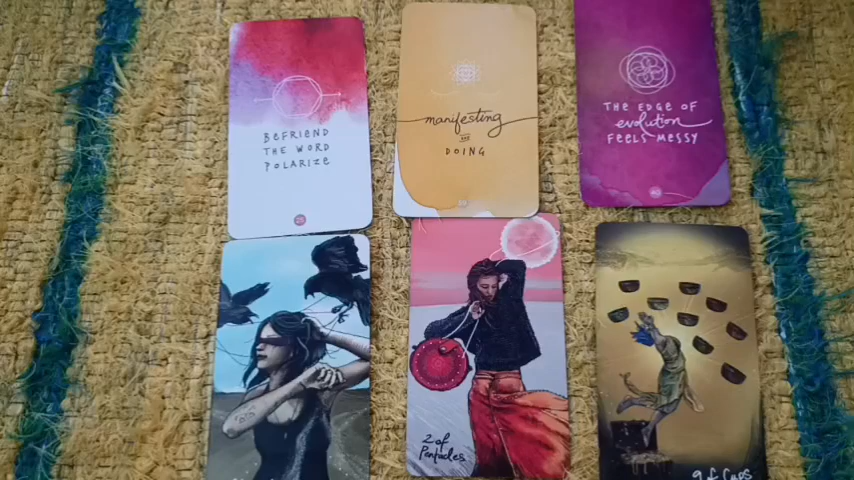 BEFRIEND
THE WORD
POLARIZE
manifesting
DOING
THE EDGE OF
evolution
FEELS MESSY
2 of
Pentacles
9 of Cups